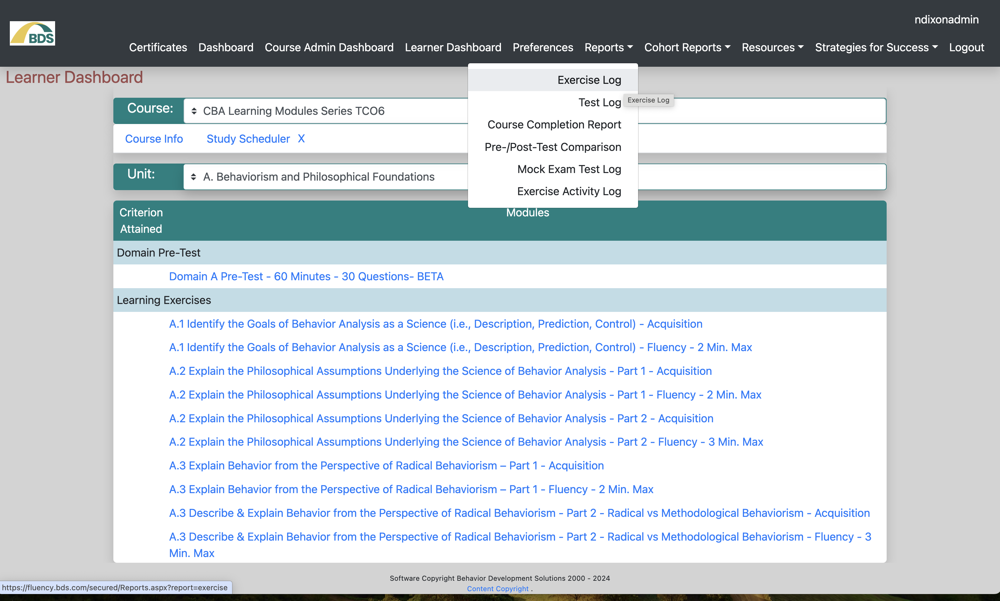 ndixonadmin
BDS
Certificates Dashboard Course Admin Dashboard Learner Dashboard Preferences Reports Cohort Reports Resources Strategies for Success Logout
Learner Dashboard
Exercise Log
Test Log
Course Completion Report
Pre-/Post-Test Comparison
Mock Exam Test Log
Exercise Activity Log
Exercise Log
Course: CBA Learning Modules Series TCO6
Course Info Study Scheduler X
Unit: A. Behaviorism and Philosophical Foundations
Criterion
Attained
Modules
Domain Pre-Test
Domain A Pre-Test - 60 Minutes - 30 Questions- BETA
Learning Exercises
A.1 Identify the Goals of Behavior Analysis as a Science (i.e., Description, Prediction, Control) - Acquisition
A.1 Identify the Goals of Behavior Analysis as a Science (i.e., Description, Prediction, Control) - Fluency - 2 Min. Max
A.2 Explain the Philosophical Assumptions Underlying the Science of Behavior Analysis - Part 1 - Acquisition
A.2 Explain the Philosophical Assumptions Underlying the Science of Behavior Analysis - Part 1 - Fluency - 2 Min. Max
A.2 Explain the Philosophical Assumptions Underlying the Science of Behavior Analysis - Part 2 - Acquisition
A.2 Explain the Philosophical Assumptions Underlying the Science of Behavior Analysis - Part 2 - Fluency - 3 Min. Max
A.3 Explain Behavior from the Perspective of Radical Behaviorism – Part 1 - Acquisition
A.3 Explain Behavior from the Perspective of Radical Behaviorism – Part 1 - Fluency - 2 Min. Max
A.3 Describe & Explain Behavior from the Perspective of Radical Behaviorism - Part 2 - Radical vs Methodological Behaviorism - Acquisition
A.3 Describe & Explain Behavior from the Perspective of Radical Behaviorism - Part 2 - Radical vs Methodological Behaviorism - Fluency - 3
Min. Max
Software Copyright Behavior Development Solutions 2000 - 2024
Content Copyright .
https://fluency.bds.com/secured/Reports.aspx?report=exercise